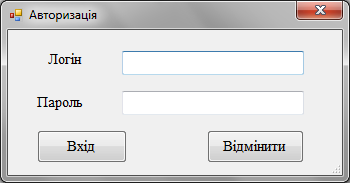 Авторизація
Логін
Пароль
Вхід
Відмінити